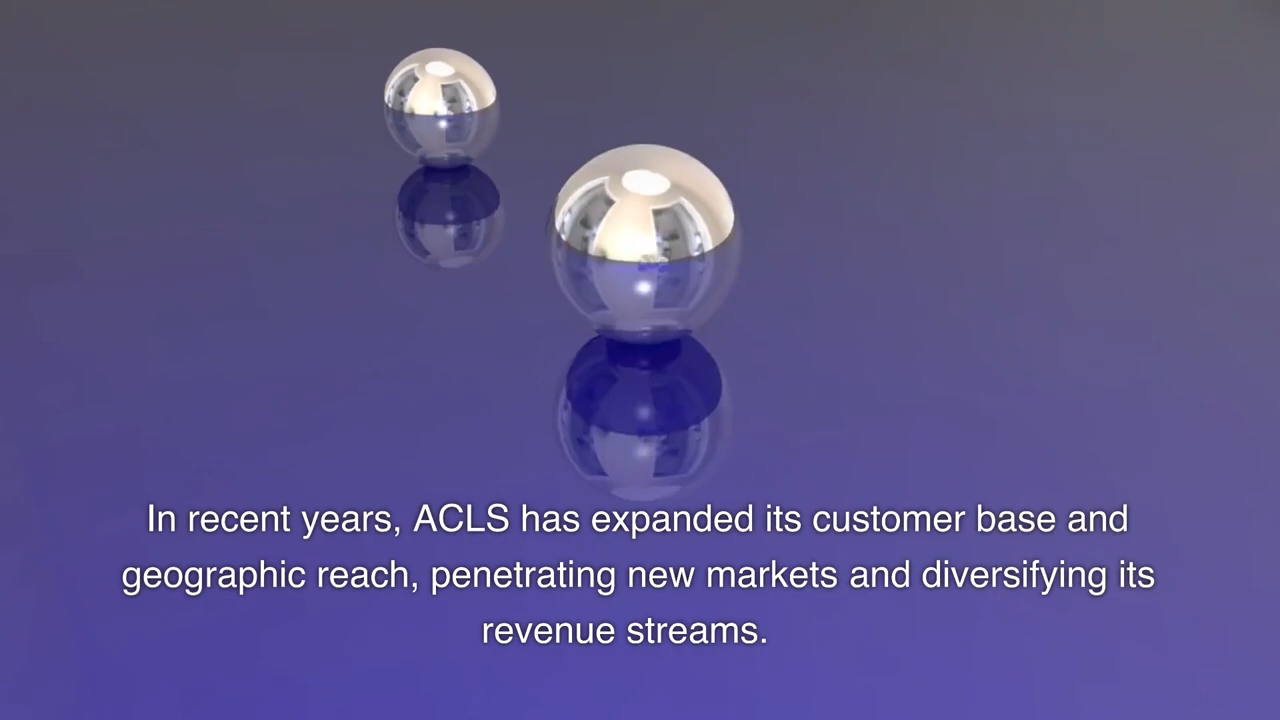 In recent years, ACLS has expanded its customer base and
geographic reach, penetrating new markets and diversifying its
revenue streams.